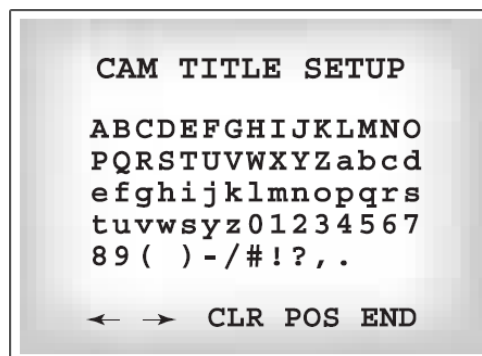 CAM TITLE SETUP
ABCDEFGHIJKLMNO
PQRSTUVWXYZabcd
efghijklmnopqrs
tuvwsyz01234567
89( )-/#!?,.
← → CLR POS END